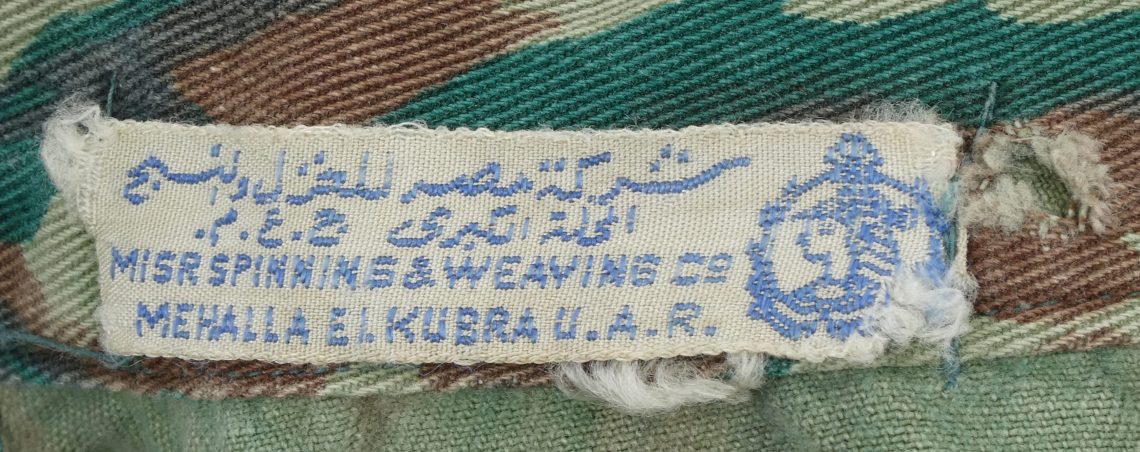 شركة مصر للغزل والنسيج
المحلة الكبرى ج.ع.م.
MISR SPINNING & WEAVING CO
MEHALLA EL KUBRA U.A.R.